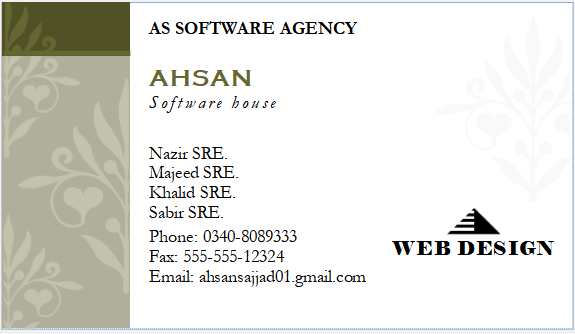 AS SOFTWARE AGENCY
AHSAN
Software house
Nazir SRE.
Majeed SRE.
Khalid SRE.
Sabir SRE.
Phone: 0340-8089333
Fax: 555-555-12324
Email: ahsansajjad01.gmail.com
WEB DESIGN